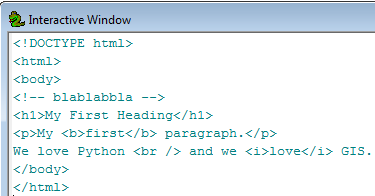 Interactive Window
<!DOCTYPE html>
<html>
<body>
<!-- blablabbla -->
<h1>My First Heading</h1>
<p>My <b>first</b> paragraph.</p>
We love Python <br /> and we <i>love</i> GIS.
</body>
</html>